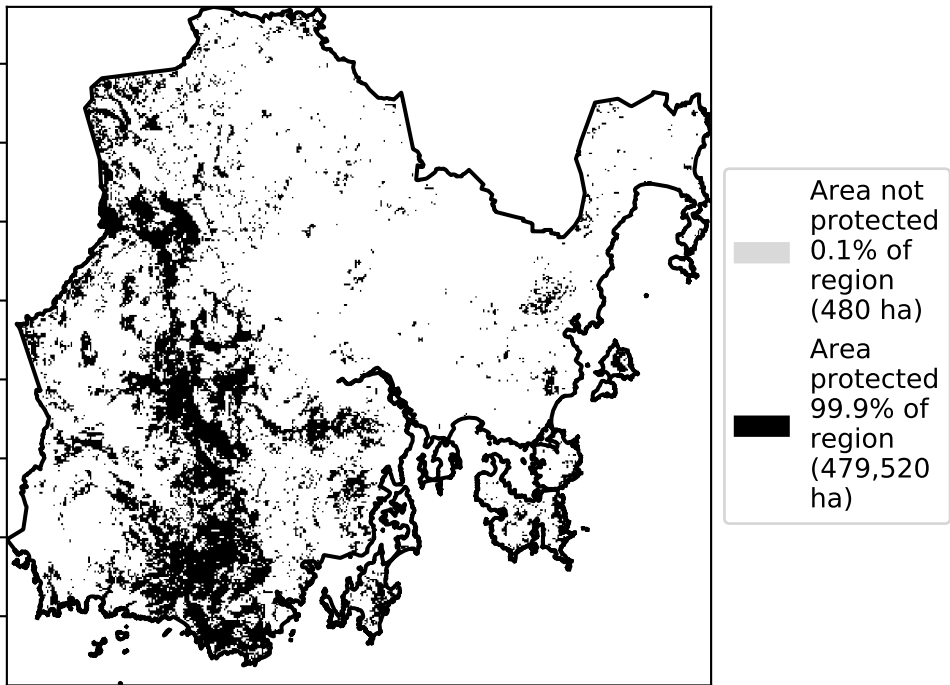 Area not
protected
0.1% of
region
(480 ha)
Area
protected
99.9% of
region
(479,520
ha)